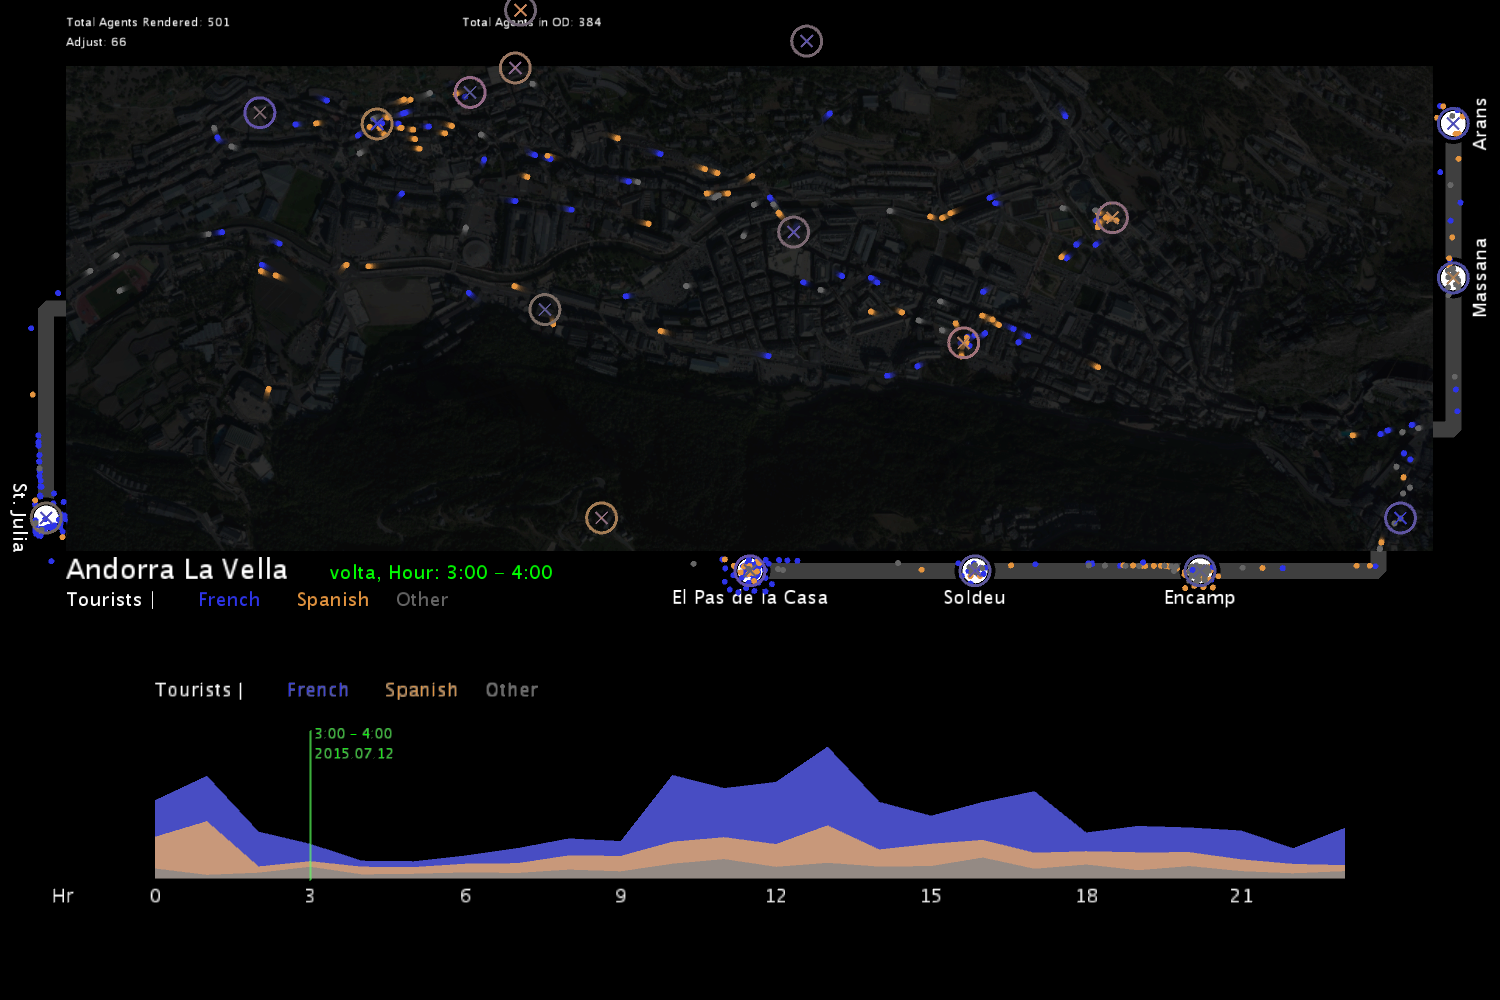 Total Agents Rendered: 501
Total Agents in OD: 384
Adjust: 66
Arans
Massana
St. Julia
Andorra La Vella
volta, Hour: 3:00 – 4:00
Tourists | French Spanish Other
El Pas de la Casa
Soldeu
Encamp
Tourists | French Spanish Other
3:00 – 4:00
2015.07.12
Hr 0 3 6 9 12 15 18 21